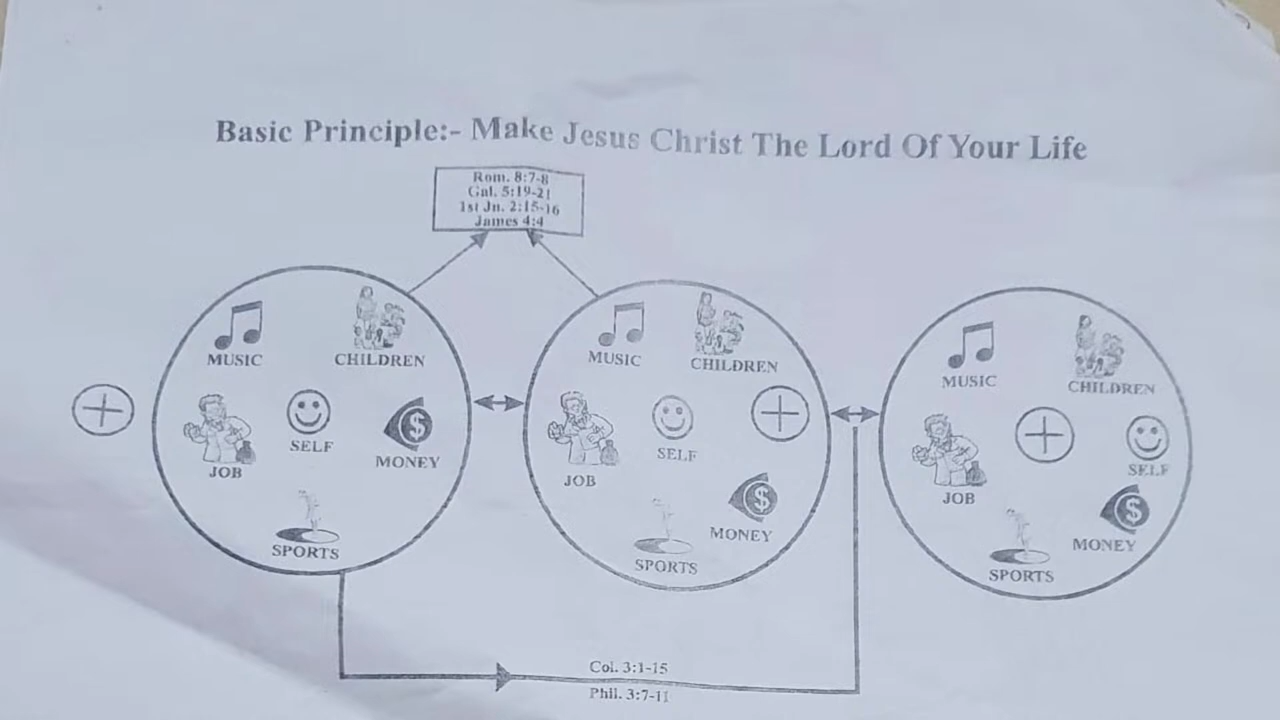 Basic Principle:- Make Jesus Christ The Lord Of Your Life
Rom. 8:7-8
Gal. 5:19-21
1st Jn. 2:15-16
James 4:4
MUSIC
CHILDREN
JOB
SELF
MONEY
SPORTS
MUSIC
CHILDREN
JOB
SELF
MONEY
SPORTS
MUSIC
CHILDREN
JOB
SELF
MONEY
SPORTS
Col. 3:1-15
Phil. 3:7-11